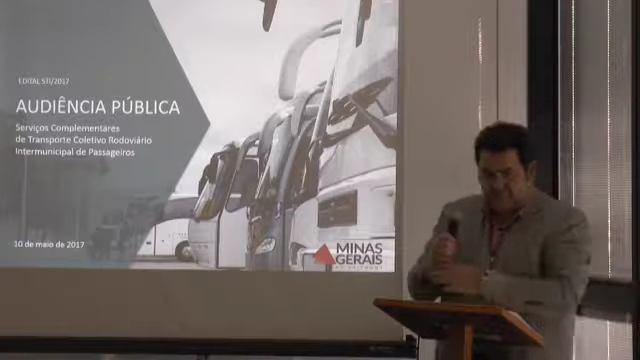 EDITAL STI/2017
AUDIÊNCIA PÚBLICA
Serviços Complementares
de Transporte Coletivo Rodoviário
Intermunicipal de Passageiros
10 de maio de 2017
MINAS
GERAIS